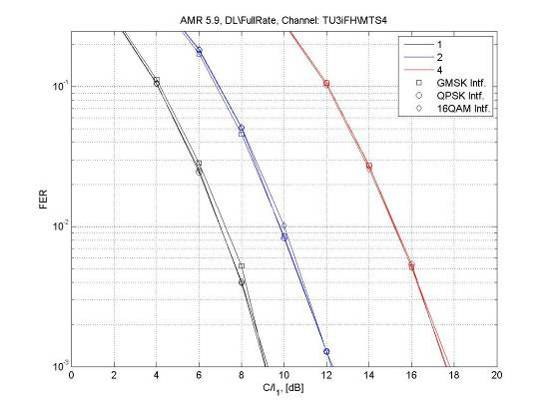 AMR 5.9, DL\FullRate, Channel: TU3iFH\MTS4
1
2
4
GMSK Intf.
QPSK Intf.
16QAM Intf.
FER
10^-1
10^-2
10^-3
0 2 4 6 8 10 12 14 16 18 20
C/I_1, [dB]